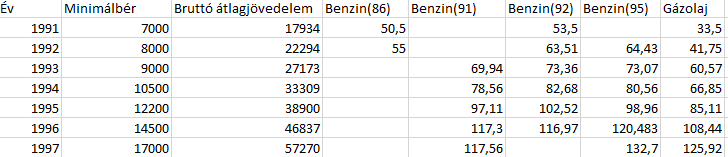 Év Minimálbér Bruttó átlagjövedelem Benzin(86) Benzin(91) Benzin(92) Benzin(95) Gázolaj
1991 7000 17934 50,5 53,5 33,5
1992 8000 22294 55 63,51 64,43 41,75
1993 9000 27173 69,94 73,36 73,07 60,57
1994 10500 33309 78,56 82,68 80,56 66,85
1995 12200 38900 97,11 102,52 98,96 85,11
1996 14500 46837 117,3 116,97 120,483 108,44
1997 17000 57270 117,56 132,7 125,92